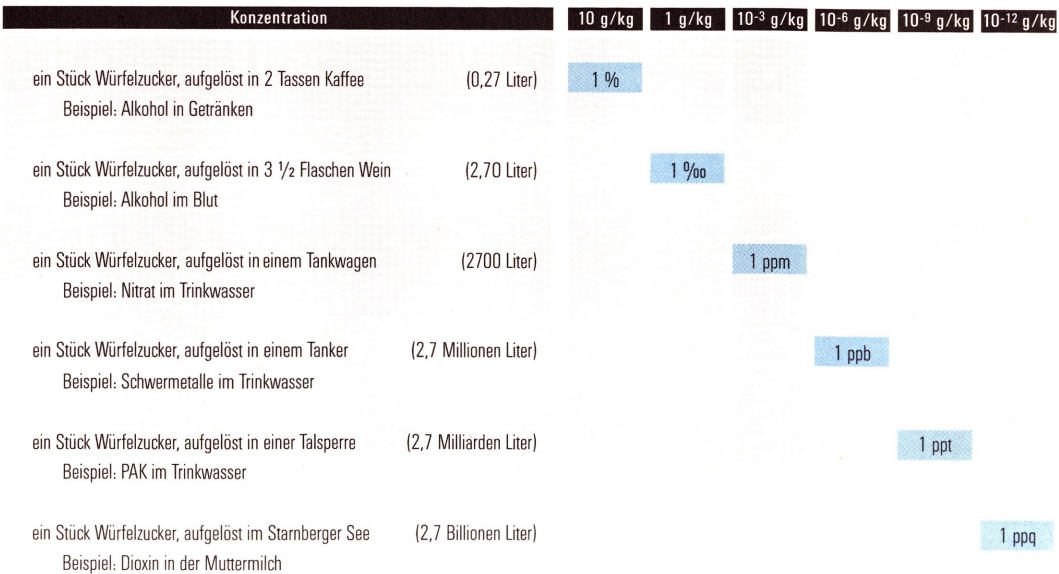 Konzentration 10 g/kg 1 g/kg 10⁻³ g/kg 10⁻⁶ g/kg 10⁻⁹ g/kg 10⁻¹² g/kg
ein Stück Würfelzucker, aufgelöst in 2 Tassen Kaffee (0,27 Liter) 1 %
Beispiel: Alkohol in Getränken
ein Stück Würfelzucker, aufgelöst in 3 ½ Flaschen Wein (2,70 Liter) 1 ‰
Beispiel: Alkohol im Blut
ein Stück Würfelzucker, aufgelöst in einem Tankwagen (2700 Liter) 1 ppm
Beispiel: Nitrat im Trinkwasser
ein Stück Würfelzucker, aufgelöst in einem Tanker (2,7 Millionen Liter) 1 ppb
Beispiel: Schwermetalle im Trinkwasser
ein Stück Würfelzucker, aufgelöst in einer Talsperre (2,7 Milliarden Liter) 1 ppt
Beispiel: PAK im Trinkwasser
ein Stück Würfelzucker, aufgelöst im Starnberger See (2,7 Billionen Liter) 1 ppq
Beispiel: Dioxin in der Muttermilch